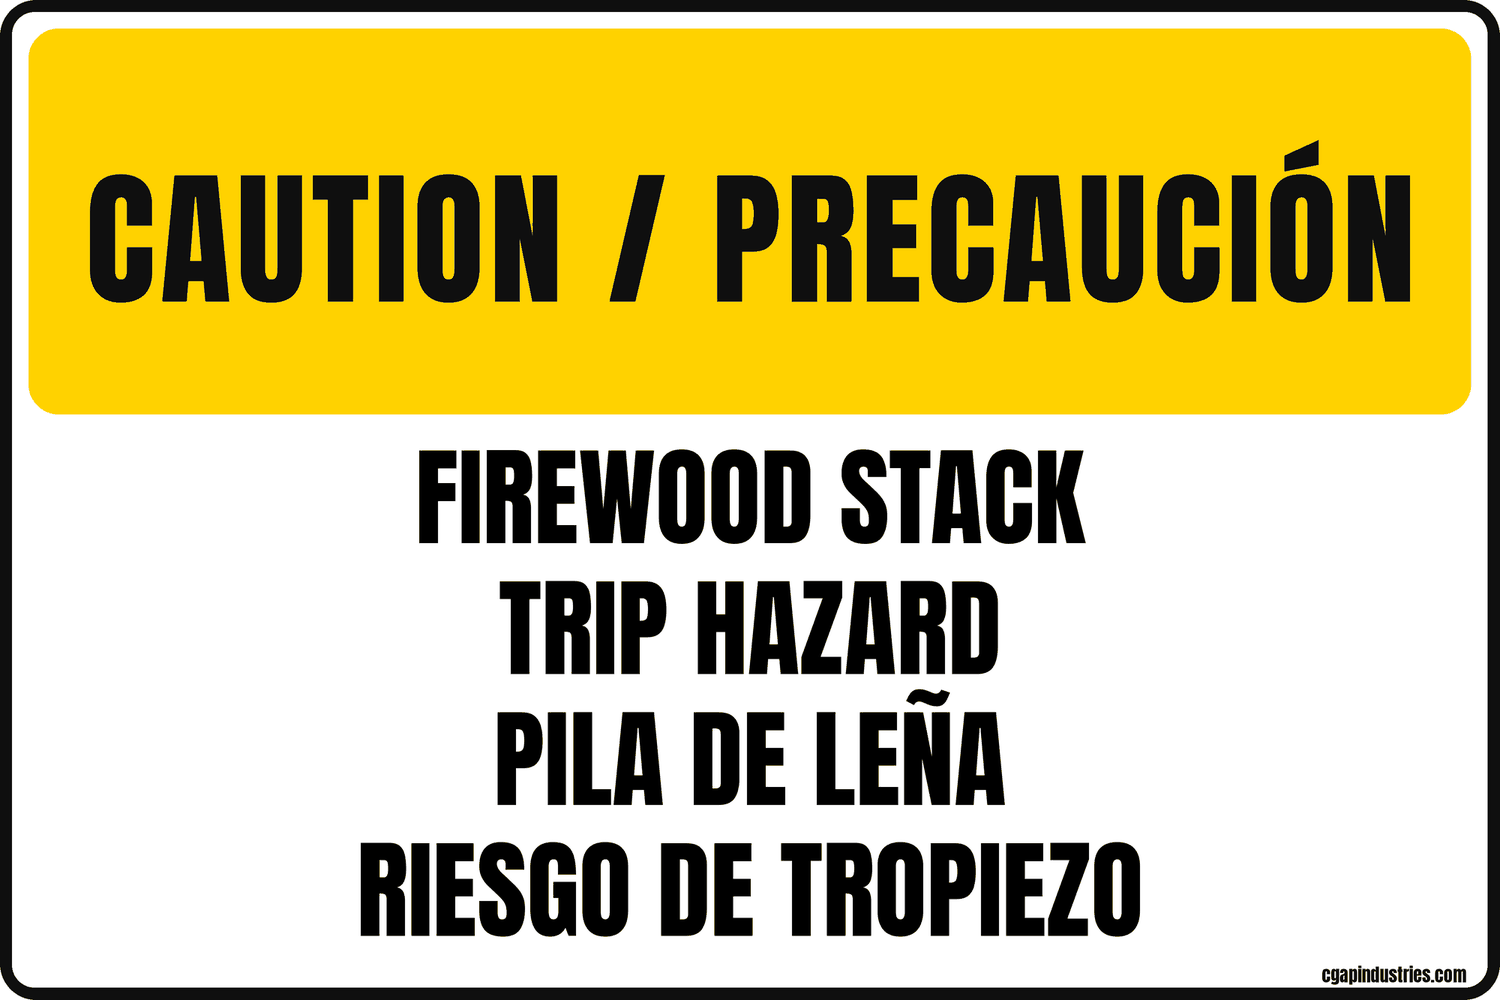 CAUTION / PRECAUCIÓN
FIREWOOD STACK
TRIP HAZARD
PILA DE LEÑA
RIESGO DE TROPIEZO
cgapindustries.com